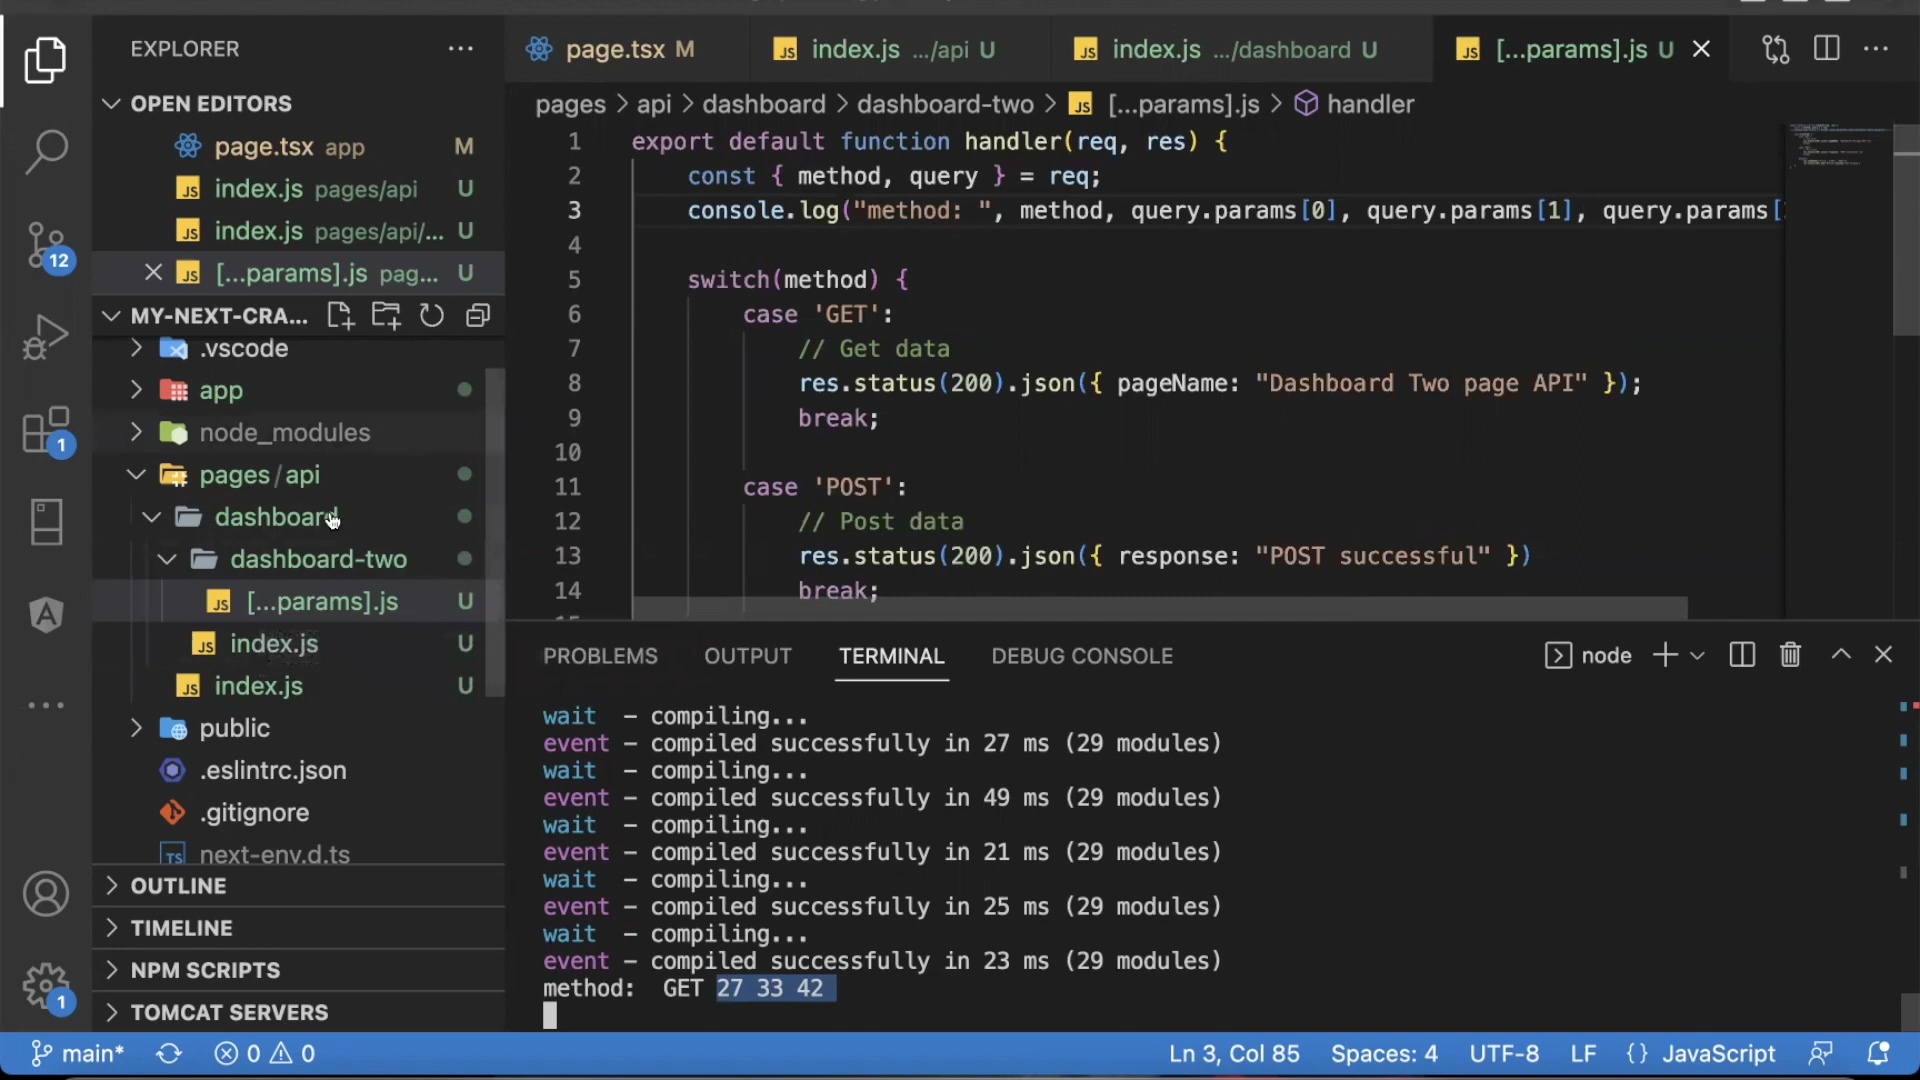 EXPLORER
OPEN EDITORS
page.tsx app M
index.js pages/api U
index.js pages/api/... U
[...params].js pag... U
MY-NEXT-CRA...
.vscode
app
node_modules
pages / api
dashboard
dashboard-two
[...params].js U
index.js U
index.js U
public
.eslintrc.json
.gitignore
next-env.d.ts
OUTLINE
TIMELINE
NPM SCRIPTS
TOMCAT SERVERS
12
1
1
page.tsx M
index.js .../api U
index.js .../dashboard U
[...params].js U
pages > api > dashboard > dashboard-two > JS [...params].js > handler
1 export default function handler(req, res) {
2 const { method, query } = req;
3 console.log("method: ", method, query.params[0], query.params[1], query.params[
4
5 switch(method) {
6 case 'GET':
7 // Get data
8 res.status(200).json({ pageName: "Dashboard Two page API" });
9 break;
10
11 case 'POST':
12 // Post data
13 res.status(200).json({ response: "POST successful" })
14 break;
PROBLEMS OUTPUT TERMINAL DEBUG CONSOLE
node
wait - compiling...
event - compiled successfully in 27 ms (29 modules)
wait - compiling...
event - compiled successfully in 49 ms (29 modules)
wait - compiling...
event - compiled successfully in 21 ms (29 modules)
wait - compiling...
event - compiled successfully in 25 ms (29 modules)
wait - compiling...
event - compiled successfully in 23 ms (29 modules)
method: GET 27 33 42
main* 0 0
Ln 3, Col 85 Spaces: 4 UTF-8 LF {} JavaScript